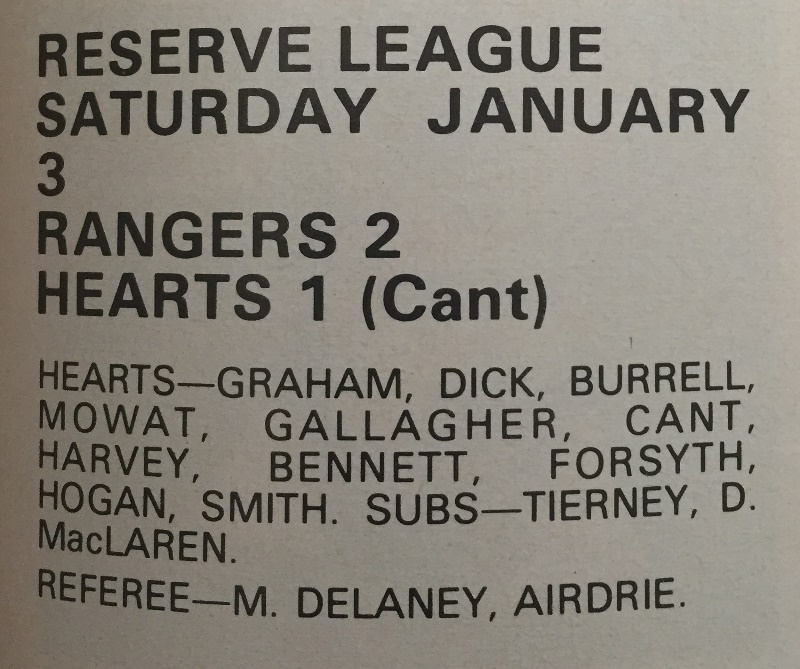 RESERVE LEAGUE
SATURDAY JANUARY
3
RANGERS 2
HEARTS 1 (Cant)
HEARTS—GRAHAM, DICK, BURRELL,
MOWAT, GALLAGHER, CANT,
HARVEY, BENNETT, FORSYTH,
HOGAN, SMITH. SUBS—TIERNEY, D.
MacLAREN.
REFEREE—M. DELANEY, AIRDRIE.